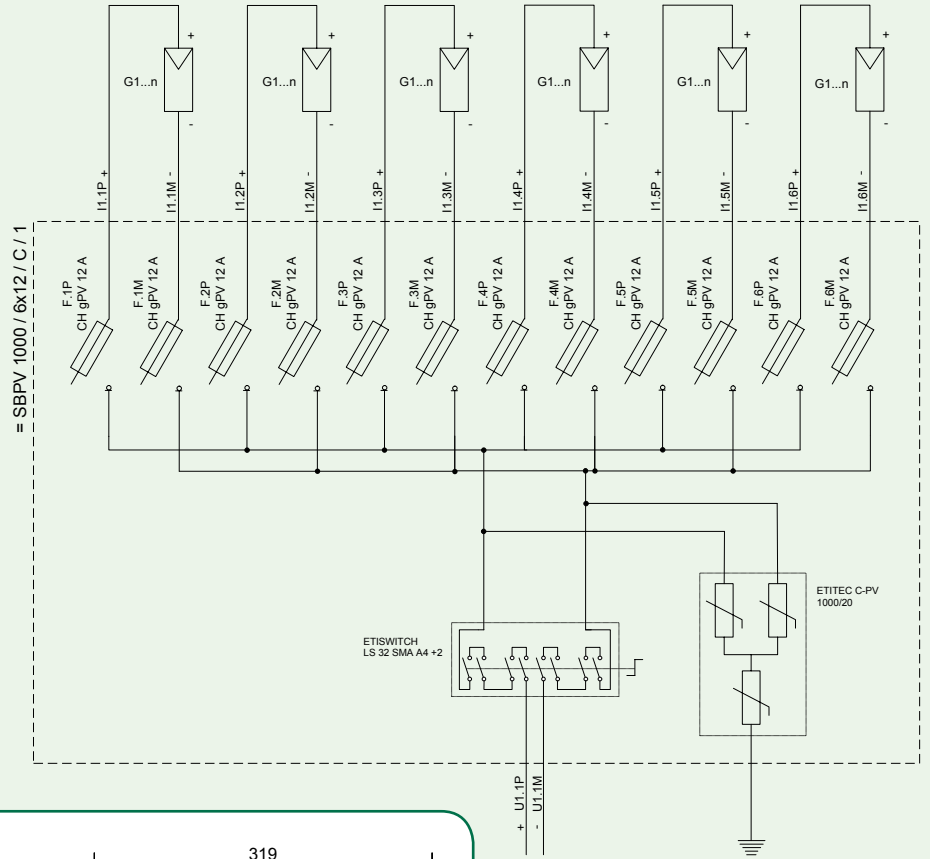 + + + + + +
G1...n G1...n G1...n G1...n G1...n G1...n
- - - - - -
I1.1P +
I1.1M -
I1.2P +
I1.2M -
I1.3P +
I1.3M -
I1.4P +
I1.4M -
I1.5P +
I1.5M -
I1.6P +
I1.6M -
= SBPV 1000 / 6x12 / C / 1
F.1P
CH gPV 12 A
F.1M
CH gPV 12 A
F.2P
CH gPV 12 A
F.2M
CH gPV 12 A
F.3P
CH gPV 12 A
F.3M
CH gPV 12 A
F.4P
CH gPV 12 A
F.4M
CH gPV 12 A
F.5P
CH gPV 12 A
F.5M
CH gPV 12 A
F.6P
CH gPV 12 A
F.6M
CH gPV 12 A
ETITEC C-PV
1000/20
ETISWITCH
LS 32 SMA A4 +2
+ U1.1P
- U1.1M
319